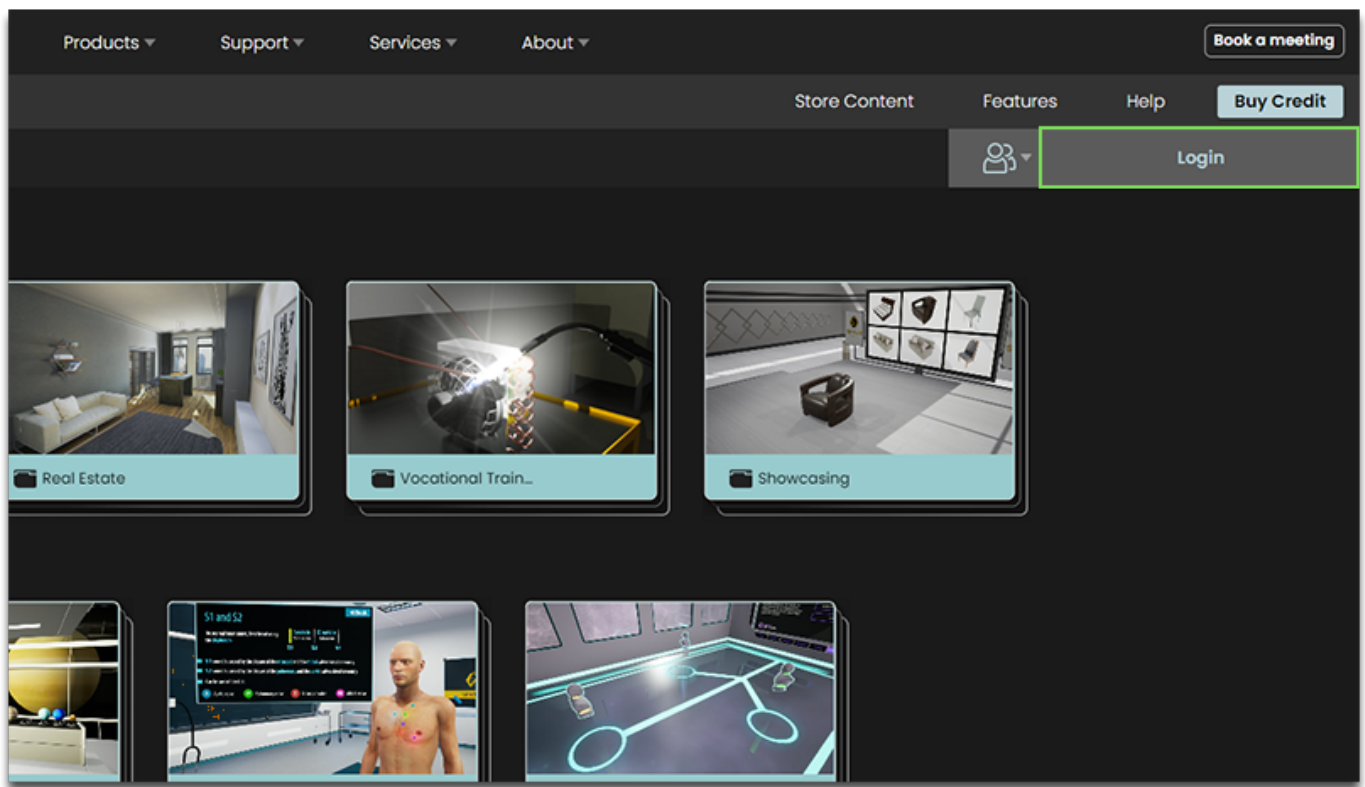 Products Support Services About Book a meeting
Store Content Features Help Buy Credit
Login
Real Estate Vocational Train... Showcasing
S1 and S2